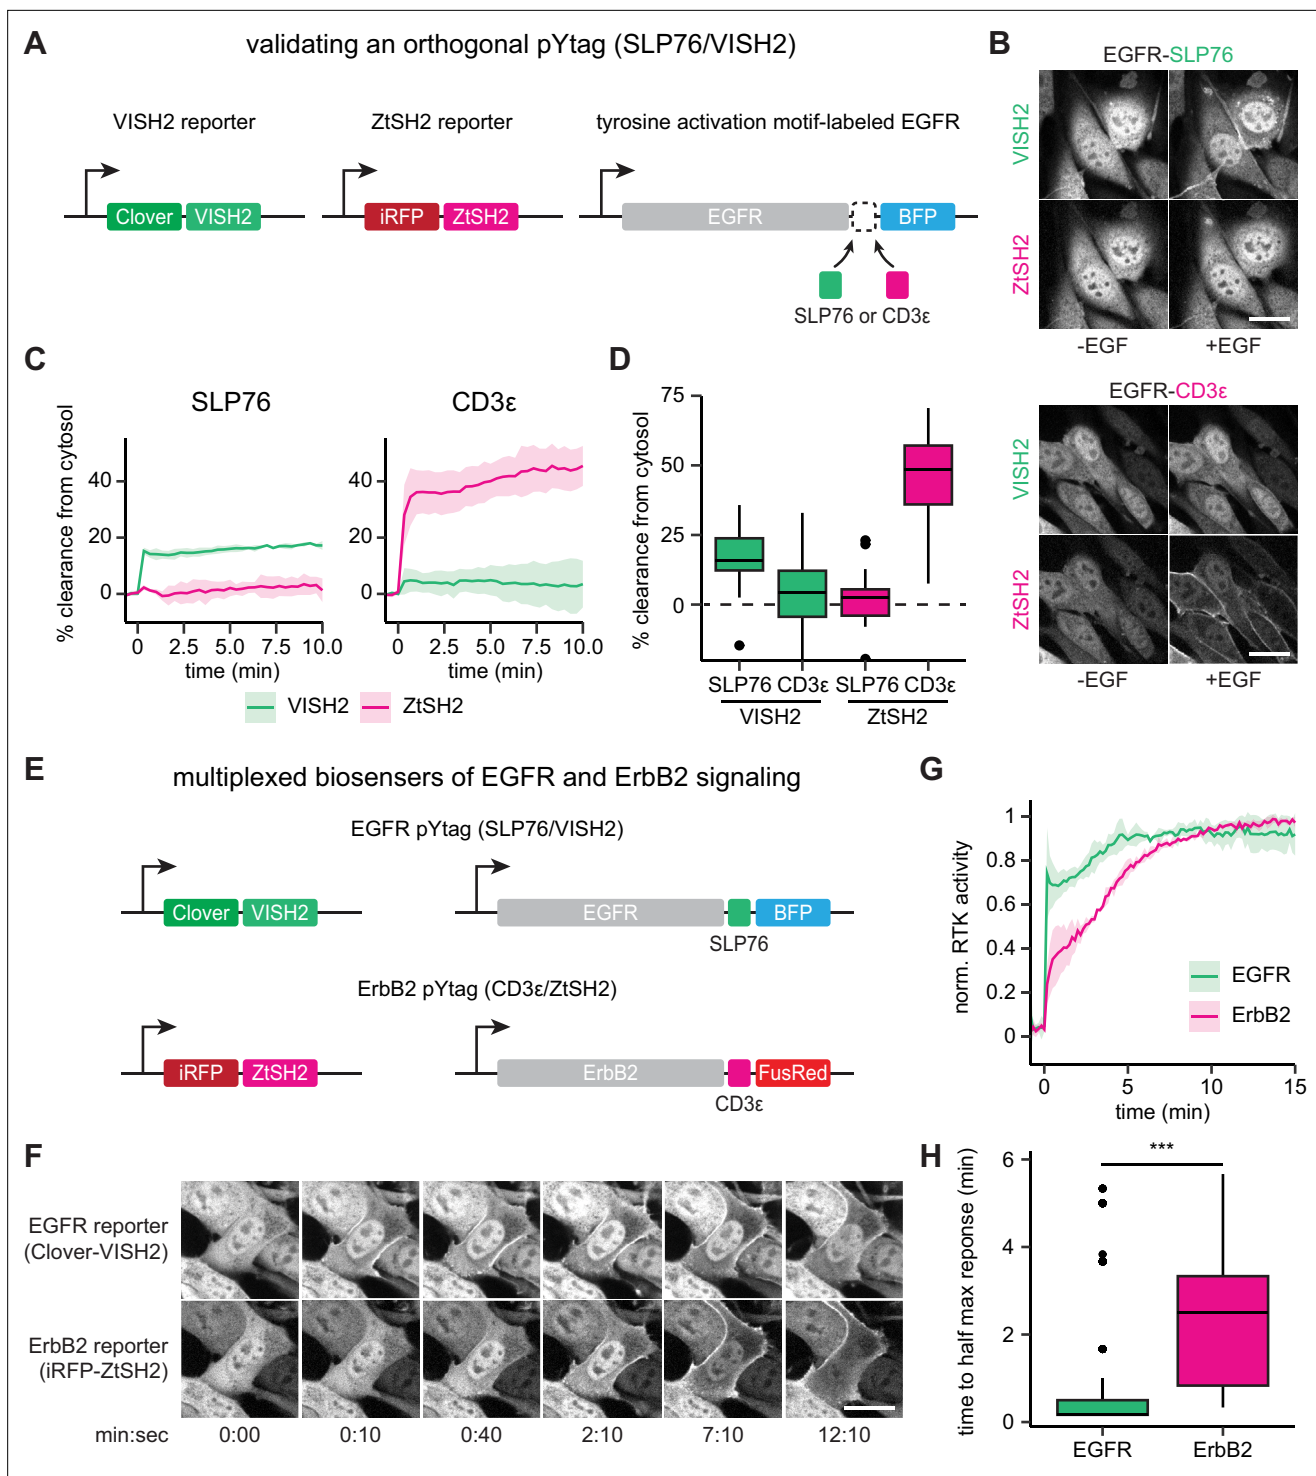 A
validating an orthogonal pYtag (SLP76/VISH2)
VISH2 reporter
ZtSH2 reporter
tyrosine activation motif-labeled EGFR
Clover
VISH2
iRFP
ZtSH2
EGFR
BFP
SLP76 or CD3ε
B
EGFR-SLP76
VISH2
ZtSH2
-EGF
+EGF
EGFR-CD3ε
VISH2
ZtSH2
-EGF
+EGF
C
SLP76
CD3ε
% clearance from cytosol
40
20
0
40
20
0
0
2.5
5.0
7.5
10.0
0
2.5
5.0
7.5
10.0
time (min)
time (min)
VISH2
ZtSH2
D
% clearance from cytosol
75
50
25
0
SLP76
CD3ε
SLP76
CD3ε
VISH2
ZtSH2
E
multiplexed biosensers of EGFR and ErbB2 signaling
EGFR pYtag (SLP76/VISH2)
Clover
VISH2
EGFR
BFP
SLP76
ErbB2 pYtag (CD3ε/ZtSH2)
iRFP
ZtSH2
ErbB2
FusRed
CD3ε
F
EGFR reporter
(Clover-VISH2)
ErbB2 reporter
(iRFP-ZtSH2)
min:sec
0:00
0:10
0:40
2:10
7:10
12:10
G
norm. RTK activity
1
0.8
0.6
0.4
0.2
0
EGFR
ErbB2
0
5
10
15
time (min)
H
time to half max reponse (min)
6
4
2
0
***
EGFR
ErbB2